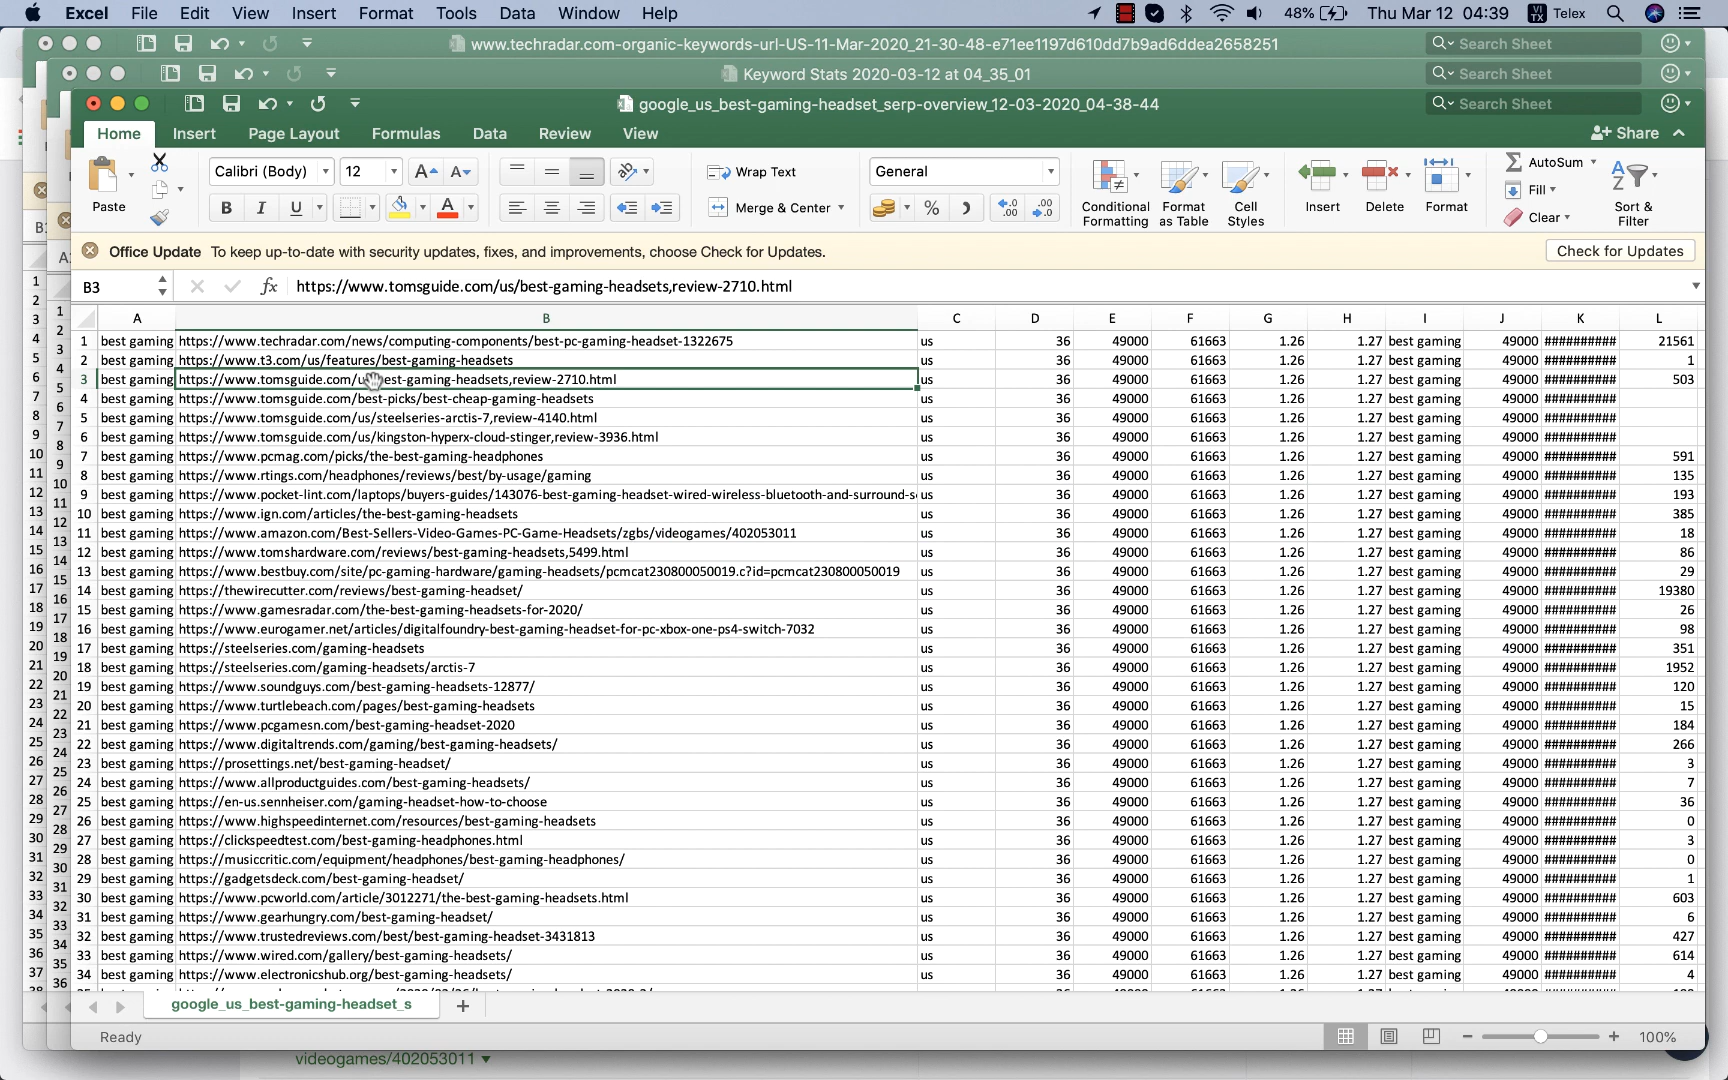 Excel File Edit View Insert Format Tools Data Window Help 48% Thu Mar 12 04:39 VI TX Telex
www.techradar.com-organic-keywords-url-US-11-Mar-2020_21-30-48-e71ee1197d610dd7b9ad6ddea2658251 Search Sheet
Keyword Stats 2020-03-12 at 04_35_01 Search Sheet
google_us_best-gaming-headset_serp-overview_12-03-2020_04-38-44 Search Sheet
Home Insert Page Layout Formulas Data Review View Share
Paste Calibri (Body) 12 Wrap Text Merge & Center General Conditional Formatting Format as Table Cell Styles Insert Delete Format AutoSum Fill Clear Sort & Filter
Office Update To keep up-to-date with security updates, fixes, and improvements, choose Check for Updates. Check for Updates
B3 fx https://www.tomsguide.com/us/best-gaming-headsets,review-2710.html
A B C D E F G H I J K L
1 best gaming https://www.techradar.com/news/computing-components/best-pc-gaming-headset-1322675 us 36 49000 61663 1.26 1.27 best gaming 49000 ########## 21561
2 best gaming https://www.t3.com/us/features/best-gaming-headsets us 36 49000 61663 1.26 1.27 best gaming 49000 ########## 1
3 best gaming https://www.tomsguide.com/us/best-gaming-headsets,review-2710.html us 36 49000 61663 1.26 1.27 best gaming 49000 ########## 503
4 best gaming https://www.tomsguide.com/best-picks/best-cheap-gaming-headsets us 36 49000 61663 1.26 1.27 best gaming 49000 ##########
5 best gaming https://www.tomsguide.com/us/steelseries-arctis-7,review-4140.html us 36 49000 61663 1.26 1.27 best gaming 49000 ##########
6 best gaming https://www.tomsguide.com/us/kingston-hyperx-cloud-stinger,review-3936.html us 36 49000 61663 1.26 1.27 best gaming 49000 ##########
7 best gaming https://www.pcmag.com/picks/the-best-gaming-headphones us 36 49000 61663 1.26 1.27 best gaming 49000 ########## 591
8 best gaming https://www.rtings.com/headphones/reviews/best/by-usage/gaming us 36 49000 61663 1.26 1.27 best gaming 49000 ########## 135
9 best gaming https://www.pocket-lint.com/laptops/buyers-guides/143076-best-gaming-headset-wired-wireless-bluetooth-and-surround-s us 36 49000 61663 1.26 1.27 best gaming 49000 ########## 193
10 best gaming https://www.ign.com/articles/the-best-gaming-headsets us 36 49000 61663 1.26 1.27 best gaming 49000 ########## 385
11 best gaming https://www.amazon.com/Best-Sellers-Video-Games-PC-Game-Headsets/zgbs/videogames/402053011 us 36 49000 61663 1.26 1.27 best gaming 49000 ########## 18
12 best gaming https://www.tomshardware.com/reviews/best-gaming-headsets,5499.html us 36 49000 61663 1.26 1.27 best gaming 49000 ########## 86
13 best gaming https://www.bestbuy.com/site/pc-gaming-hardware/gaming-headsets/pcmcat230800050019.c?id=pcmcat230800050019 us 36 49000 61663 1.26 1.27 best gaming 49000 ########## 29
14 best gaming https://thewirecutter.com/reviews/best-gaming-headset/ us 36 49000 61663 1.26 1.27 best gaming 49000 ########## 19380
15 best gaming https://www.gamesradar.com/the-best-gaming-headsets-for-2020/ us 36 49000 61663 1.26 1.27 best gaming 49000 ########## 26
16 best gaming https://www.eurogamer.net/articles/digitalfoundry-best-gaming-headset-for-pc-xbox-one-ps4-switch-7032 us 36 49000 61663 1.26 1.27 best gaming 49000 ########## 98
17 best gaming https://steelseries.com/gaming-headsets us 36 49000 61663 1.26 1.27 best gaming 49000 ########## 351
18 best gaming https://steelseries.com/gaming-headsets/arctis-7 us 36 49000 61663 1.26 1.27 best gaming 49000 ########## 1952
19 best gaming https://www.soundguys.com/best-gaming-headsets-12877/ us 36 49000 61663 1.26 1.27 best gaming 49000 ########## 120
20 best gaming https://www.turtlebeach.com/pages/best-gaming-headsets us 36 49000 61663 1.26 1.27 best gaming 49000 ########## 15
21 best gaming https://www.pcgamesn.com/best-gaming-headset-2020 us 36 49000 61663 1.26 1.27 best gaming 49000 ########## 184
22 best gaming https://www.digitaltrends.com/gaming/best-gaming-headsets/ us 36 49000 61663 1.26 1.27 best gaming 49000 ########## 266
23 best gaming https://prosettings.net/best-gaming-headset/ us 36 49000 61663 1.26 1.27 best gaming 49000 ########## 3
24 best gaming https://www.allproductguides.com/best-gaming-headsets/ us 36 49000 61663 1.26 1.27 best gaming 49000 ########## 7
25 best gaming https://en-us.sennheiser.com/gaming-headset-how-to-choose us 36 49000 61663 1.26 1.27 best gaming 49000 ########## 36
26 best gaming https://www.highspeedinternet.com/resources/best-gaming-headsets us 36 49000 61663 1.26 1.27 best gaming 49000 ########## 0
27 best gaming https://clickspeedtest.com/best-gaming-headphones.html us 36 49000 61663 1.26 1.27 best gaming 49000 ########## 3
28 best gaming https://musiccritic.com/equipment/headphones/best-gaming-headphones/ us 36 49000 61663 1.26 1.27 best gaming 49000 ########## 0
29 best gaming https://gadgetsdeck.com/best-gaming-headset/ us 36 49000 61663 1.26 1.27 best gaming 49000 ########## 1
30 best gaming https://www.pcworld.com/article/3012271/the-best-gaming-headsets.html us 36 49000 61663 1.26 1.27 best gaming 49000 ########## 603
31 best gaming https://www.gearhungry.com/best-gaming-headset/ us 36 49000 61663 1.26 1.27 best gaming 49000 ########## 6
32 best gaming https://www.trustedreviews.com/best/best-gaming-headset-3431813 us 36 49000 61663 1.26 1.27 best gaming 49000 ########## 427
33 best gaming https://www.wired.com/gallery/best-gaming-headsets/ us 36 49000 61663 1.26 1.27 best gaming 49000 ########## 614
34 best gaming https://www.electronicshub.org/best-gaming-headsets/ us 36 49000 61663 1.26 1.27 best gaming 49000 ########## 4
google_us_best-gaming-headset_s
Ready 100%
videogames/402053011